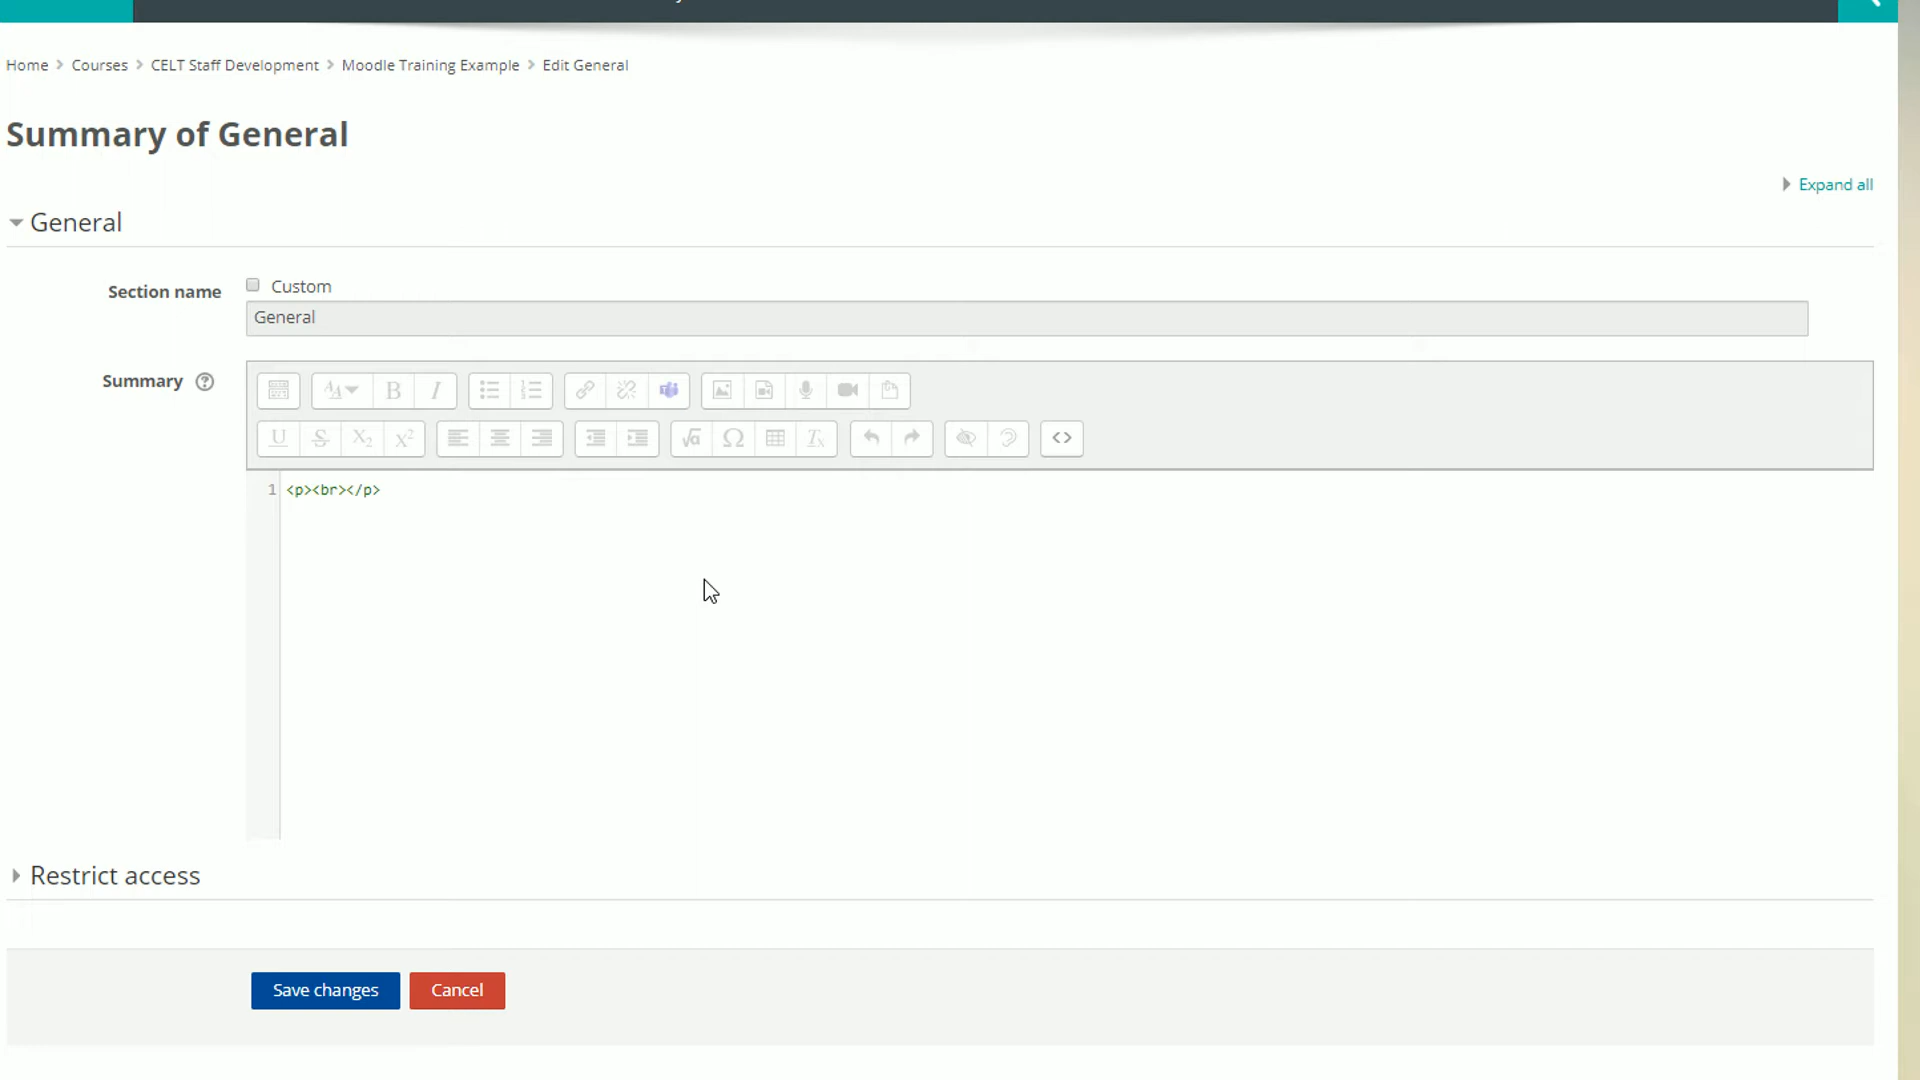 Home > Courses > CELT Staff Development > Moodle Training Example > Edit General
Summary of General
Expand all
General
Section name
Custom
General
Summary
1 <p><br></p>
Restrict access
Save changes
Cancel